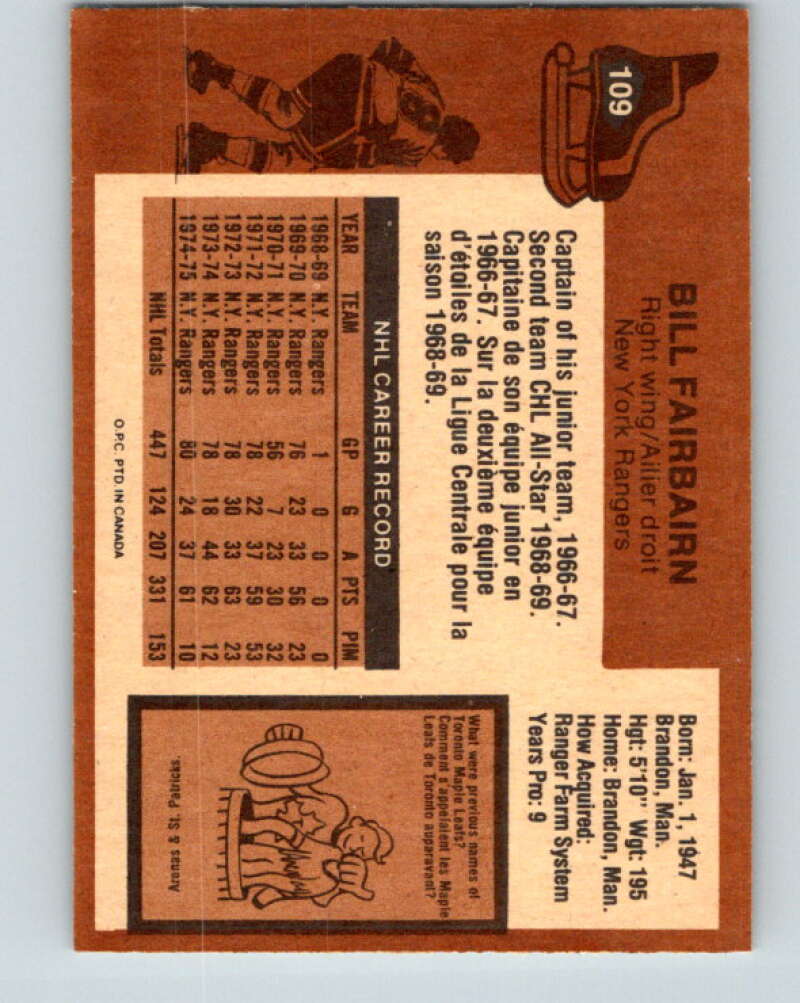 109
BILL FAIRBAIRN
Right wing/Ailier droit
New York Rangers
Born: Jan. 1, 1947
Brandon, Man.
Hgt: 5'10" Wgt: 195
Home: Brandon, Man.
How Acquired:
Ranger Farm System
Years Pro: 9
Captain of his junior team, 1966-67.
Second team CHL All-Star 1968-69.
Capitaine de son équipe junior en
1966-67. Sur la deuxième équipe
d'étoiles de la Ligue Centrale pour la
saison 1968-69.
NHL CAREER RECORD
YEAR TEAM GP G A PTS PIM
1968-69 N.Y. Rangers 1 0 0 0 0
1969-70 N.Y. Rangers 76 23 33 56 23
1970-71 N.Y. Rangers 56 7 23 30 32
1971-72 N.Y. Rangers 78 22 37 59 53
1972-73 N.Y. Rangers 78 30 33 63 23
1973-74 N.Y. Rangers 78 18 44 62 12
1974-75 N.Y. Rangers 80 24 37 61 10
NHL Totals 447 124 207 331 153
What were previous names of
Toronto Maple Leafs?
Comment s'appelaient les Maple
Leafs de Toronto auparavant?
Arenas & St. Patricks.
O.P.C. PTD. IN CANADA